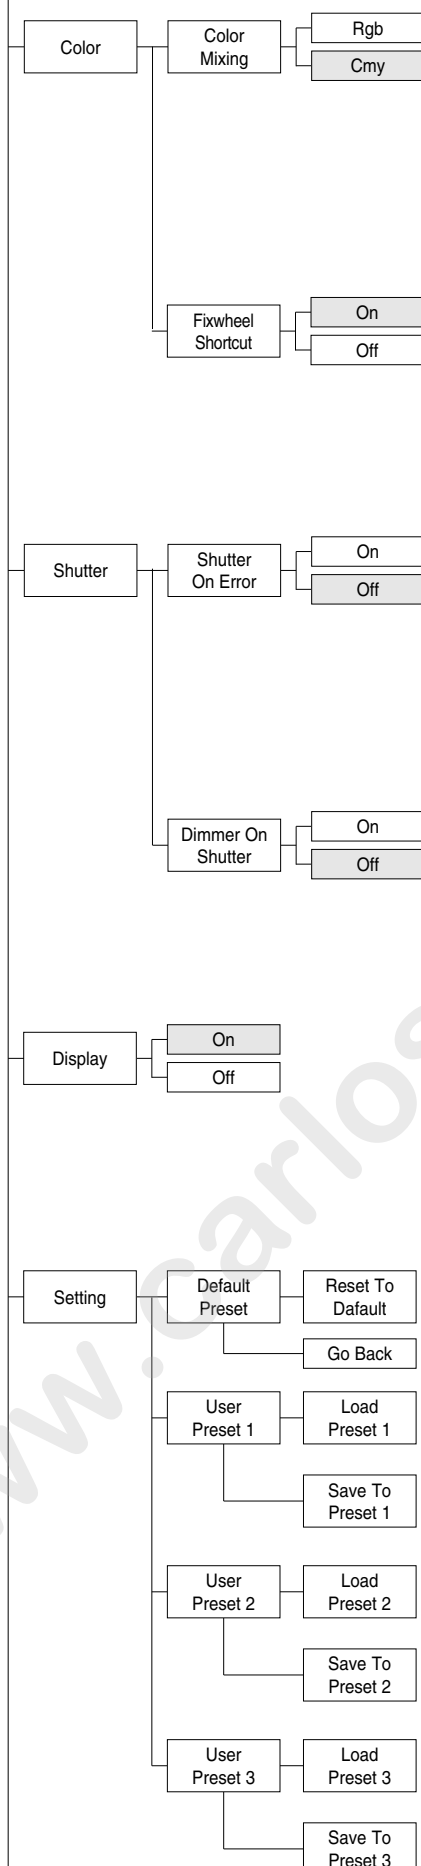 Color
Color
Mixing
Rgb
Cmy
Fixwheel
Shortcut
On
Off
Shutter
Shutter
On Error
On
Off
Dimmer On
Shutter
On
Off
Display
On
Off
Setting
Default
Preset
Reset To
Dafault
Go Back
User
Preset 1
Load
Preset 1
Save To
Preset 1
User
Preset 2
Load
Preset 2
Save To
Preset 2
User
Preset 3
Load
Preset 3
Save To
Preset 3
w.carlos